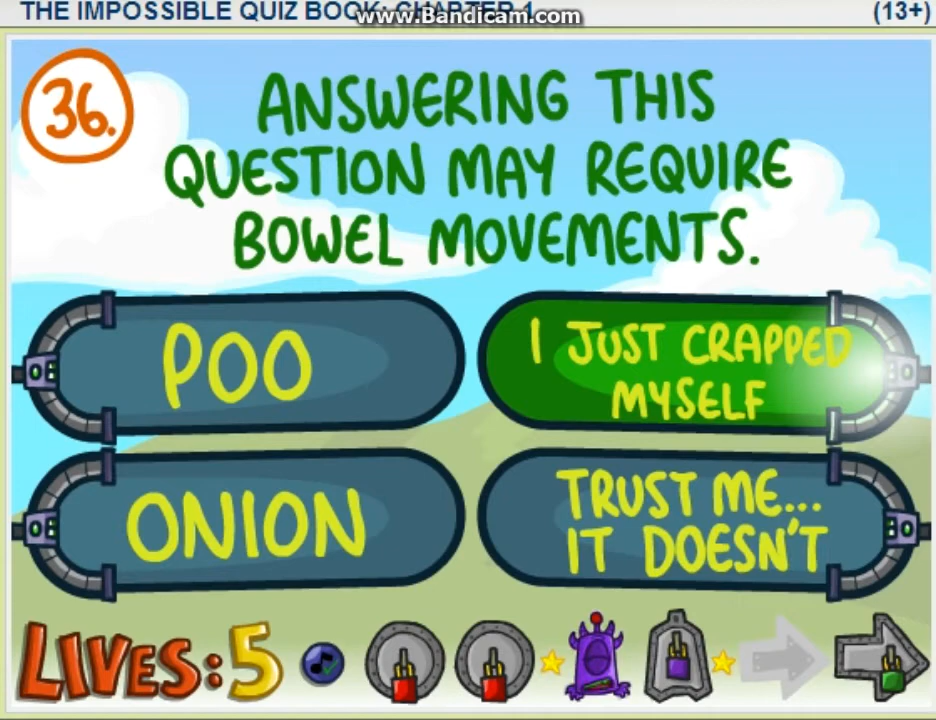 THE IMPOSSIBLE QUIZ BOOK: CHAPTER 1
www.Bandicam.com
(13+)
36.
ANSWERING THIS
QUESTION MAY REQUIRE
BOWEL MOVEMENTS.
POO
I JUST CRAPPED
MYSELF
ONION
TRUST ME...
IT DOESN'T
LIVES: 5